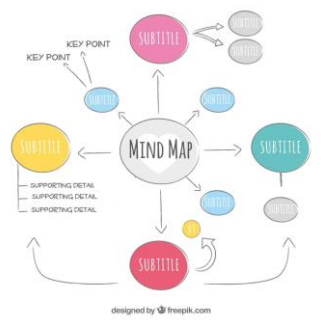 SUBTITLE
SUBTITLE
SUBTITLE
KEY POINT
KEY POINT
SUBTITLE
SUBTITLE
SUBTITLE
MIND MAP
SUBTITLE
SUPPORTING DETAIL
SUPPORTING DETAIL
SUPPORTING DETAIL
SUBTITLE
SUBTITLE
SUBTITLE
designed by freepik.com